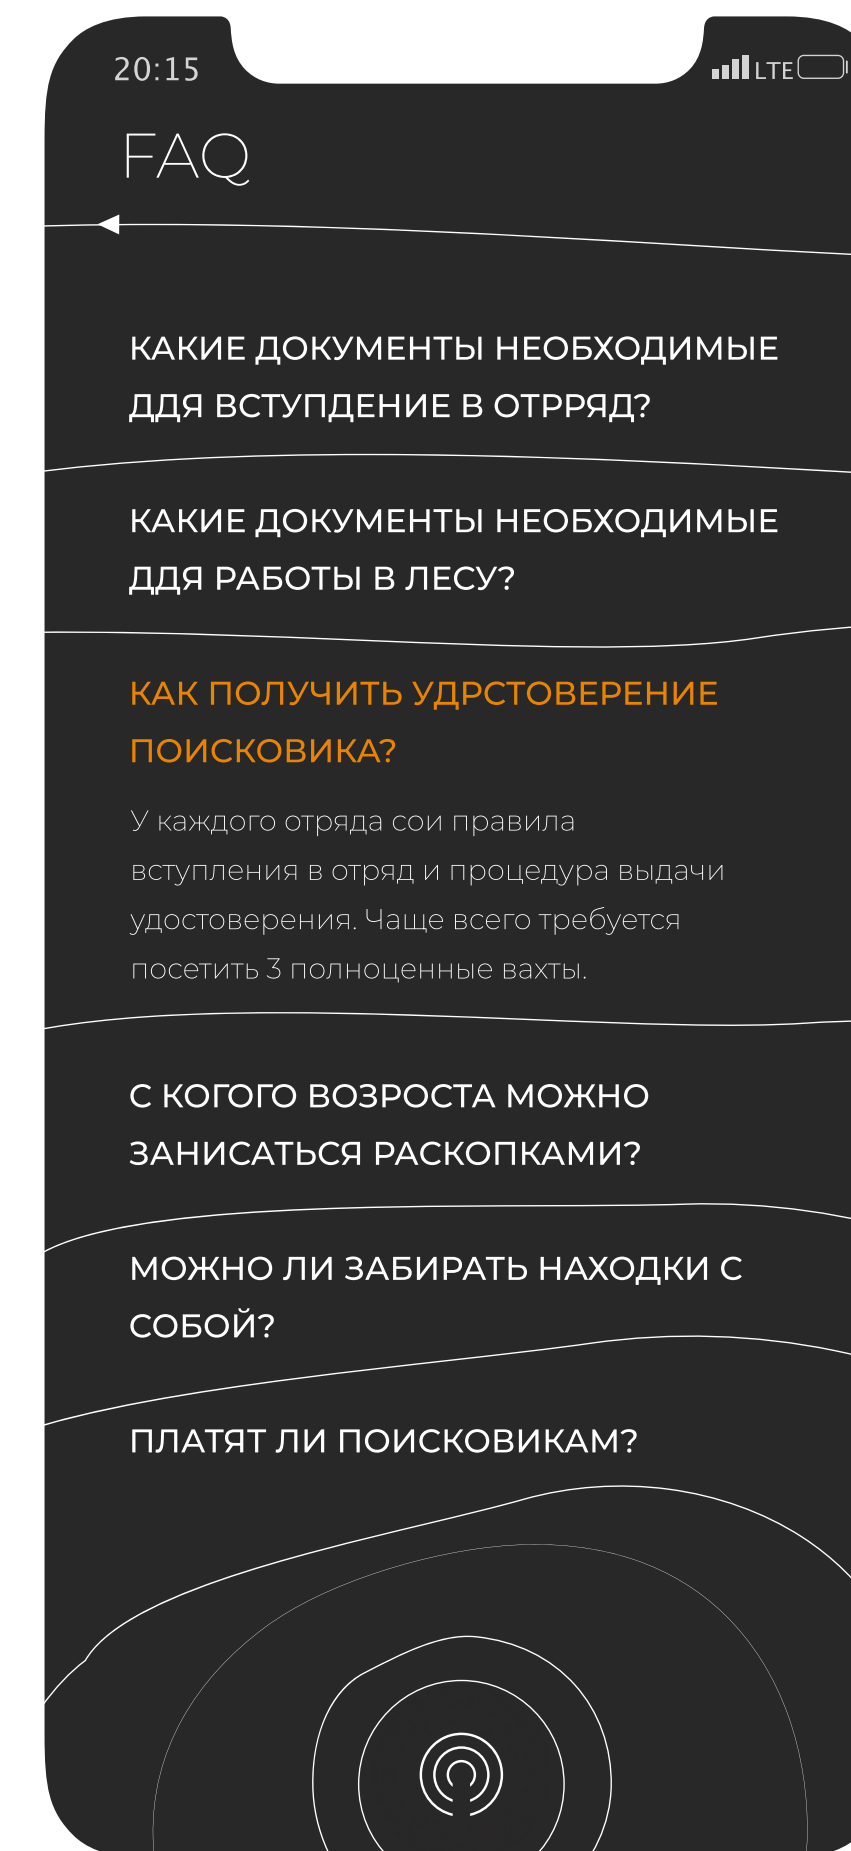 20:15
LTE
FAQ
КАКИЕ ДОКУМЕНТЫ НЕОБХОДИМЫЕ
ДДЯ ВСТУПДЕНИЕ В ОТРРЯД?
КАКИЕ ДОКУМЕНТЫ НЕОБХОДИМЫЕ
ДДЯ РАБОТЫ В ЛЕСУ?
КАК ПОЛУЧИТЬ УДРСТОВЕРЕНИЕ
ПОИСКОВИКА?
У каждого отряда сои правила
вступления в отряд и процедура выдачи
удостоверения. Чаще всего требуется
посетить 3 полноценные вахты.
С КОГОГО ВОЗРОСТА МОЖНО
ЗАНИСАТЬСЯ РАСКОПКАМИ?
МОЖНО ЛИ ЗАБИРАТЬ НАХОДКИ С
СОБОЙ?
ПЛАТЯТ ЛИ ПОИСКОВИКАМ?